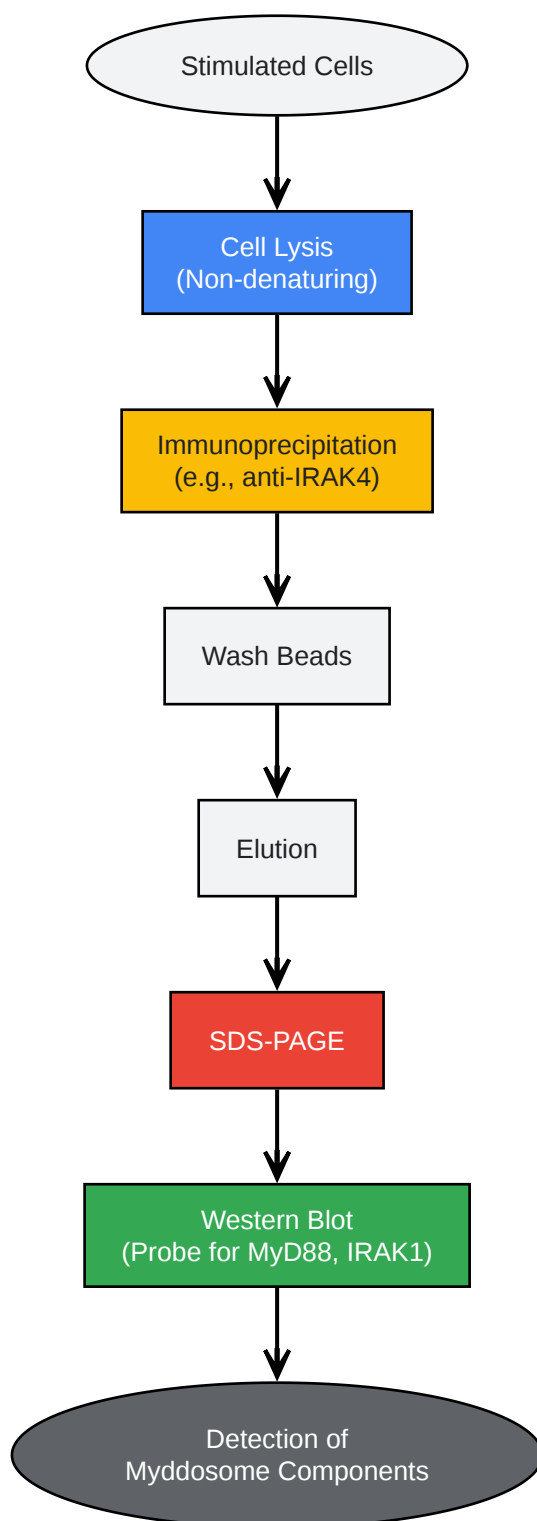 Stimulated Cells
Cell Lysis
(Non-denaturing)
Immunoprecipitation
(e.g., anti-IRAK4)
Wash Beads
Elution
SDS-PAGE
Western Blot
(Probe for MyD88, IRAK1)
Detection of
Myddosome Components